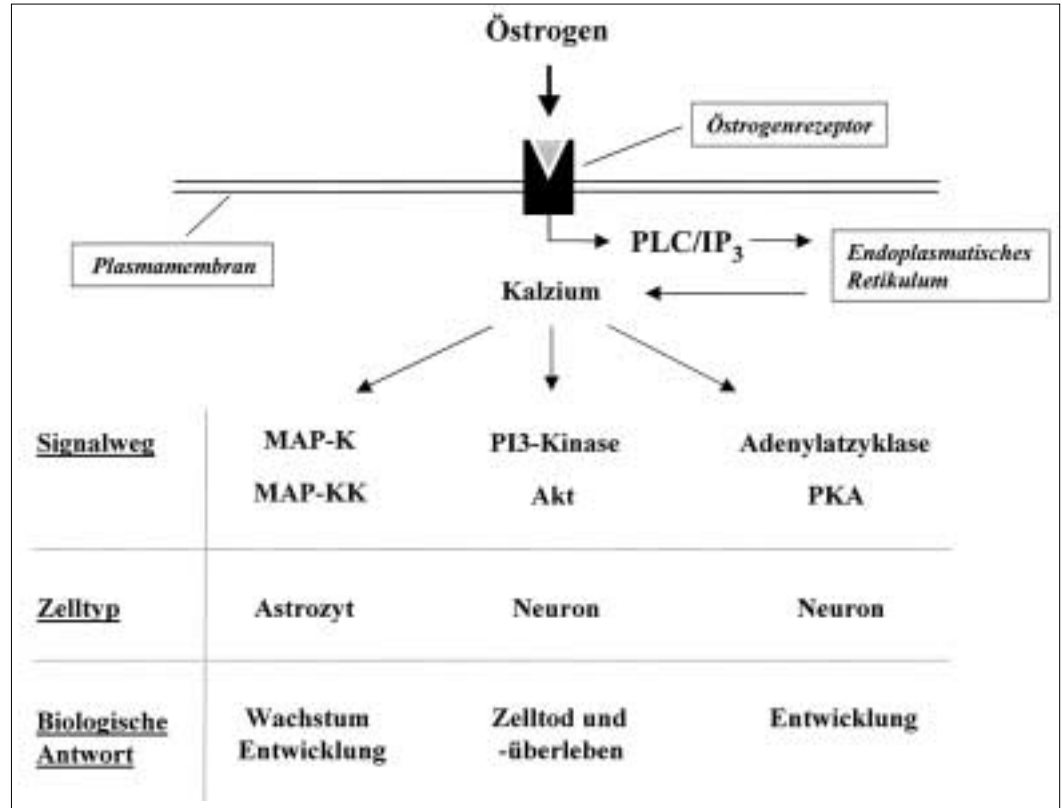 Östrogen
Östrogenrezeptor
Plasmamembran
PLC/IP3
Endoplasmatisches
Retikulum
Kalzium
Signalweg
MAP-K
PI3-Kinase
Adenylatzyklase
MAP-KK
Akt
PKA
Zelltyp
Astrozyt
Neuron
Neuron
Biologische
Antwort
Wachstum
Entwicklung
Zelltod und
-überleben
Entwicklung